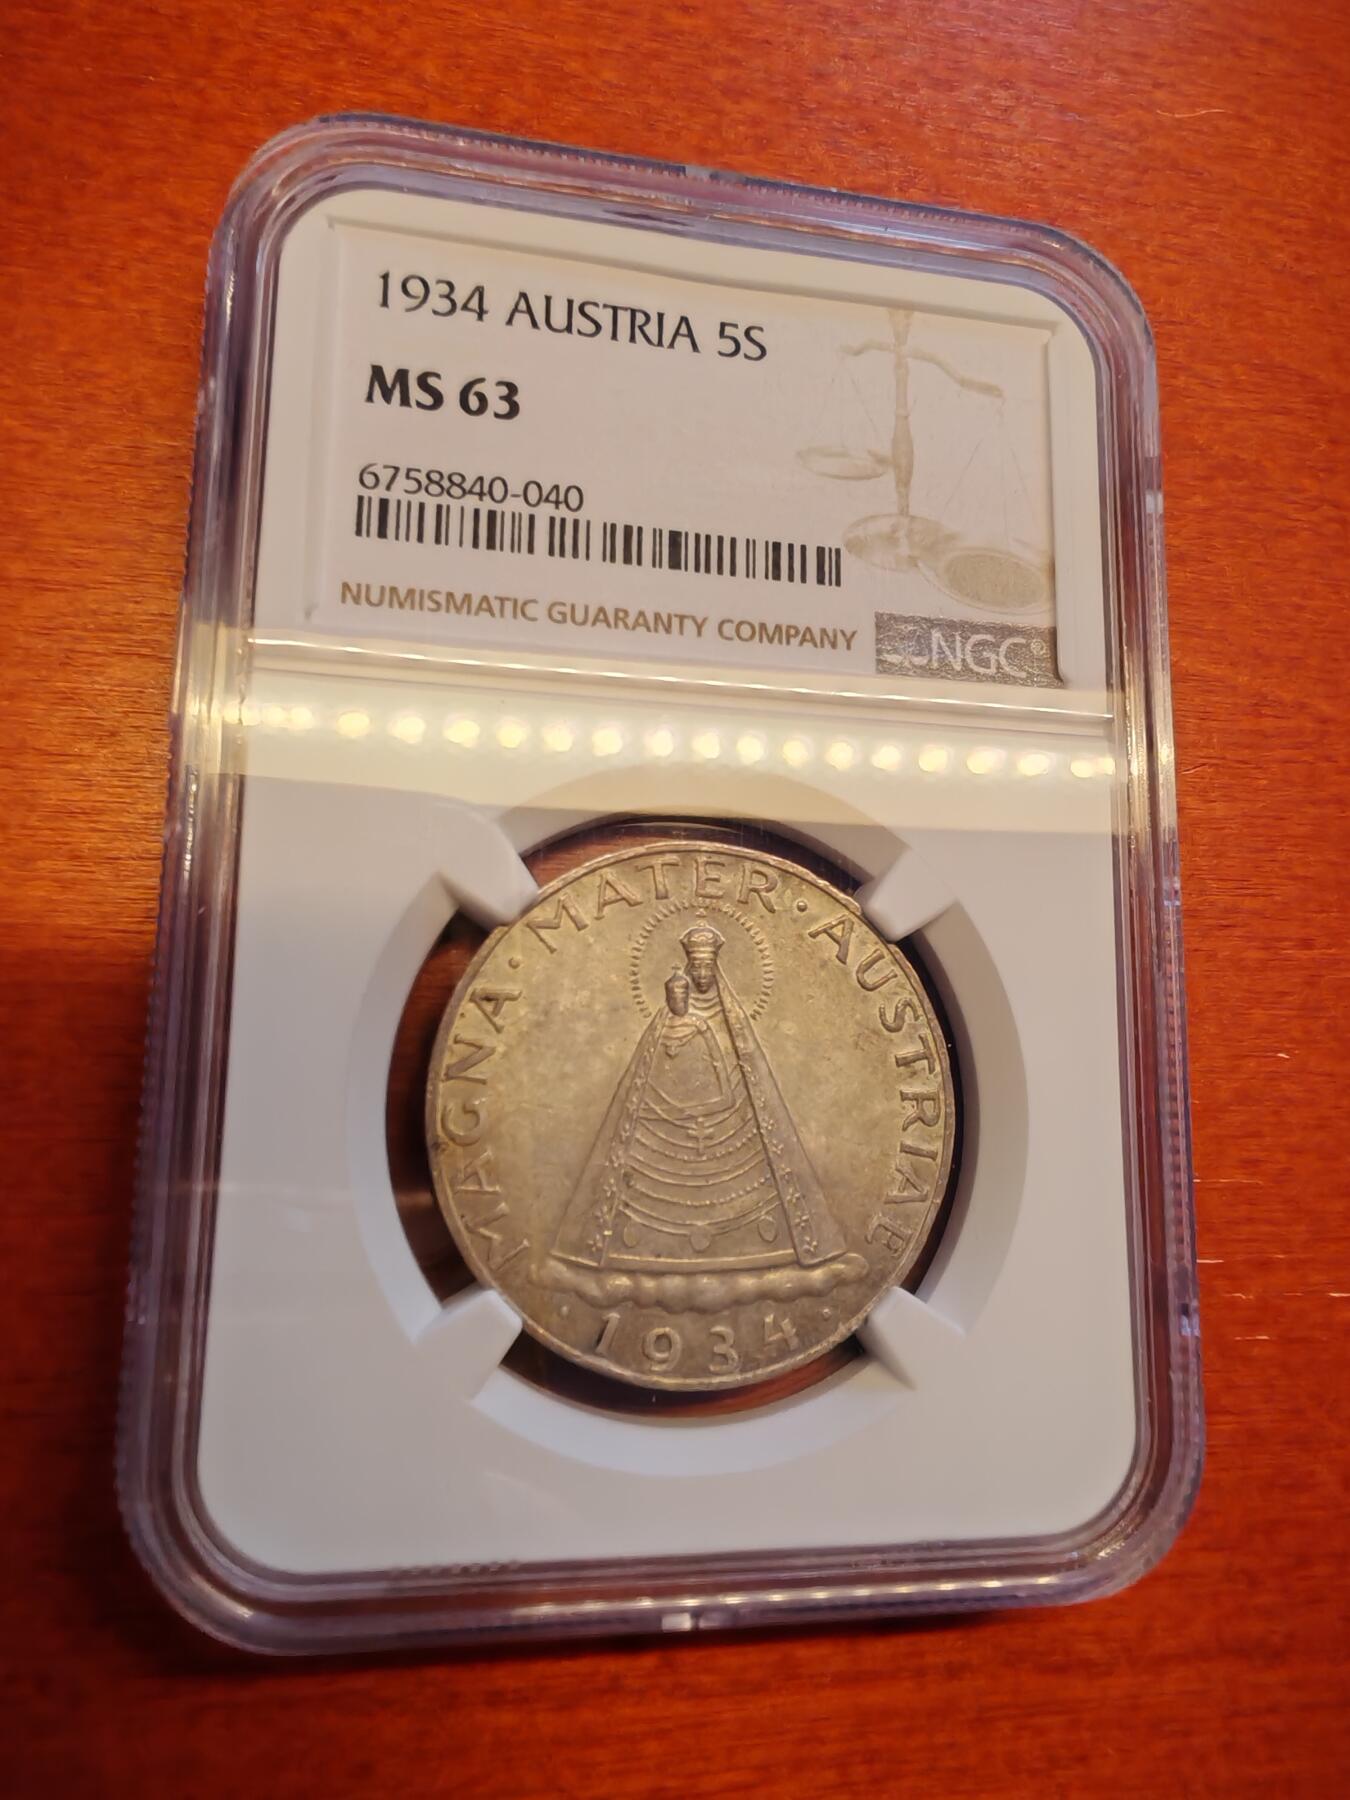 1934 AUSTRIA 5S
MS 63
6758840-040
NUMISMATIC GUARANTY COMPANY
NGC®
MAGNA · MATER · AUSTRIAE
· 1934 ·